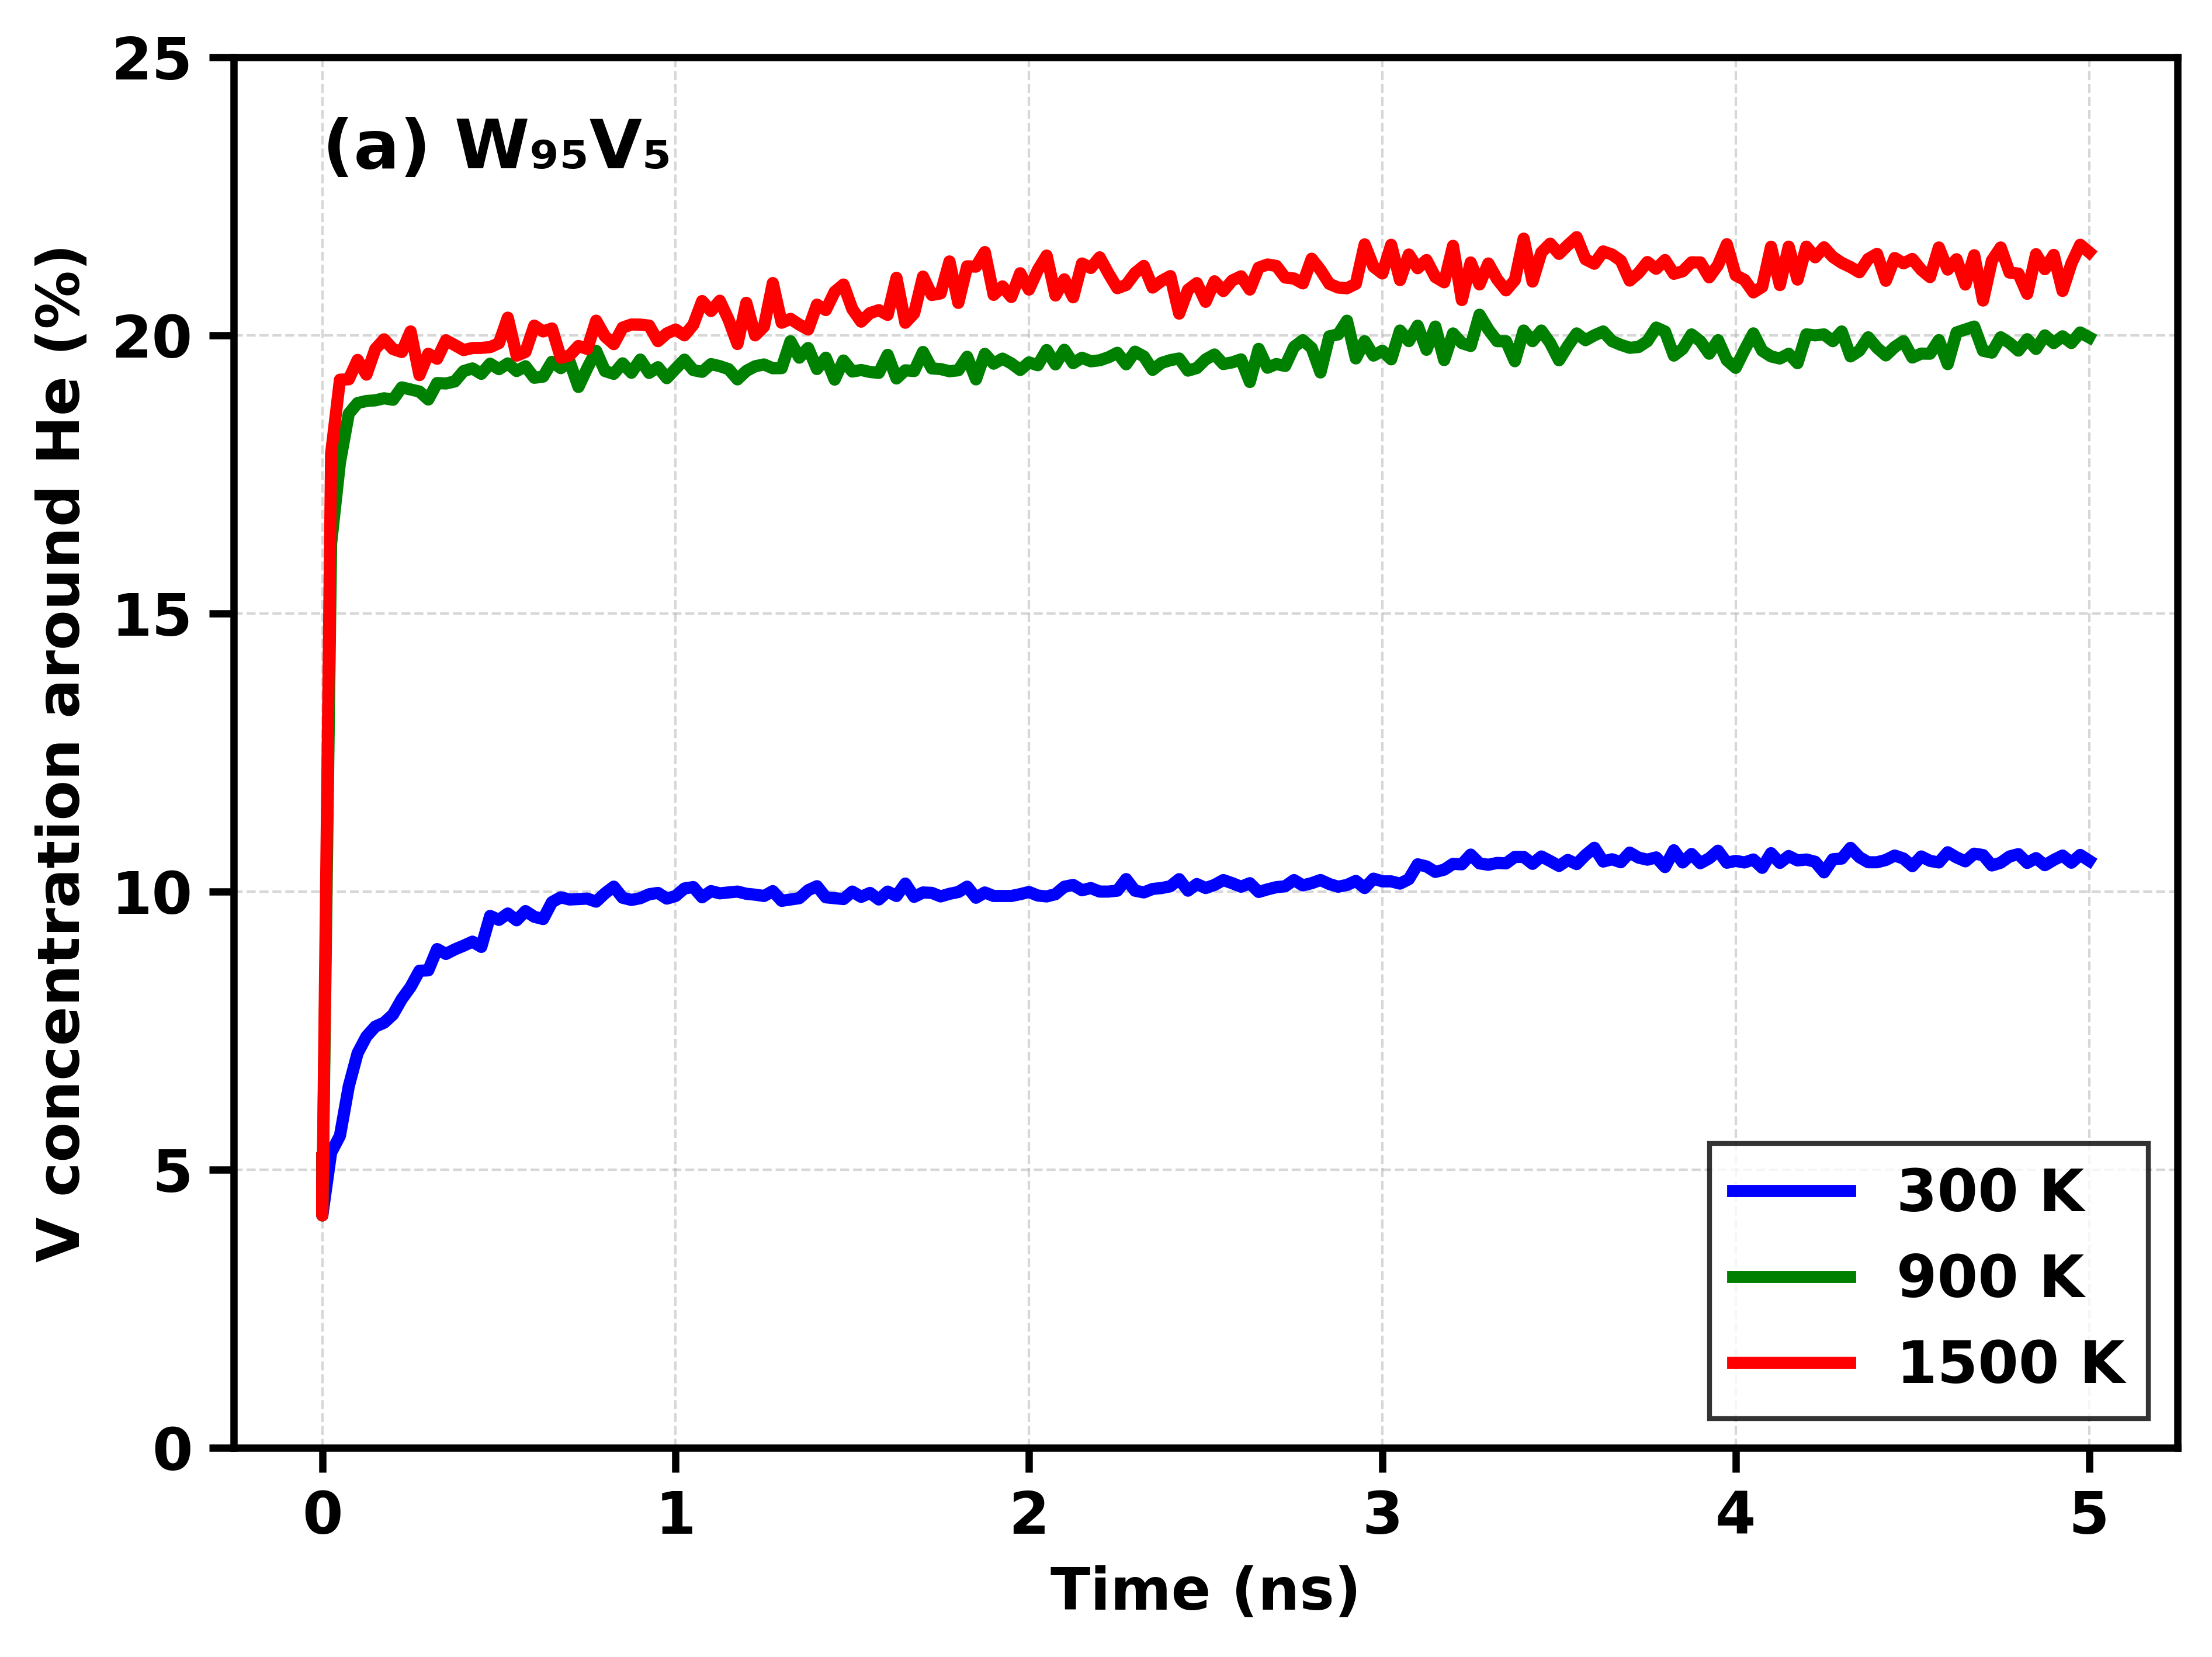 (a) W₉₅V₅
V concentration around He (%)
25
20
15
10
5
0
300 K
900 K
1500 K
0 1 2 3 4 5
Time (ns)